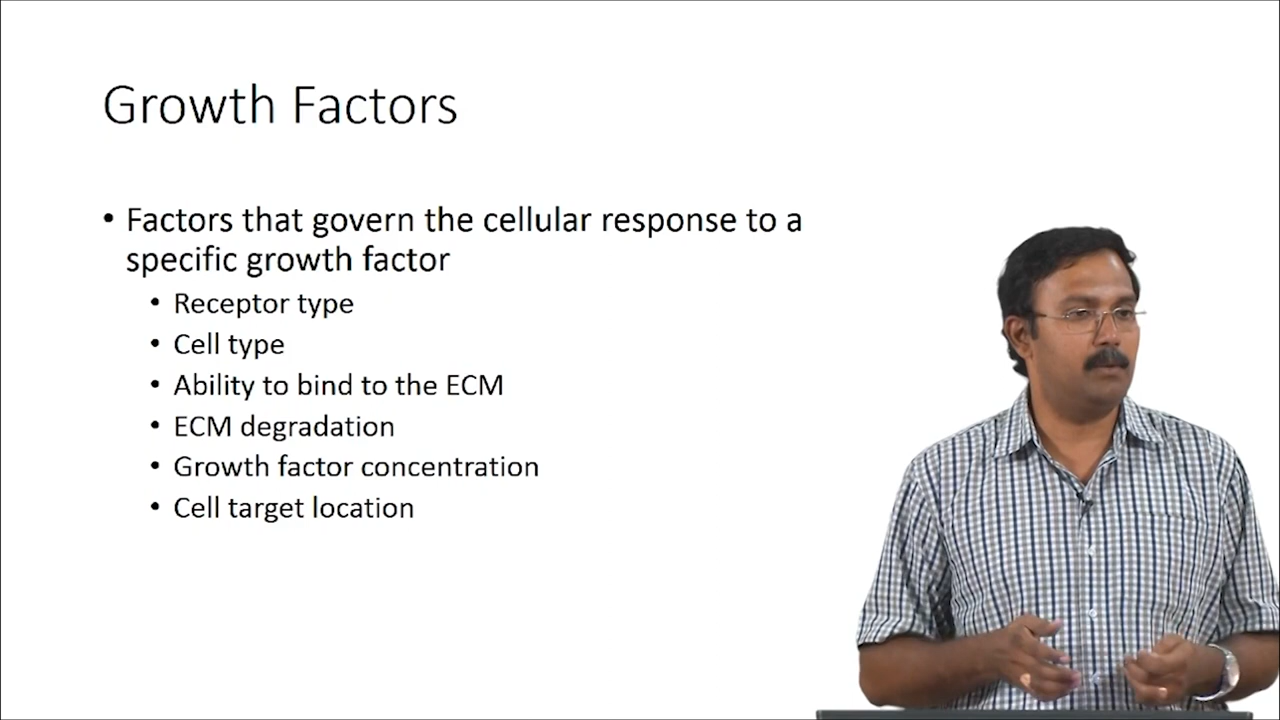 Growth Factors
• Factors that govern the cellular response to a
specific growth factor
• Receptor type
• Cell type
• Ability to bind to the ECM
• ECM degradation
• Growth factor concentration
• Cell target location